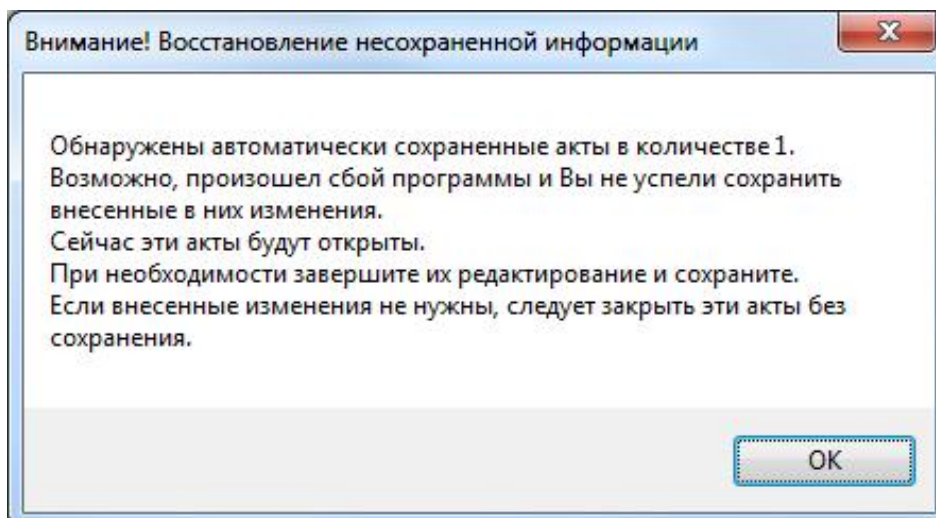 Внимание! Восстановление несохраненной информации
Обнаружены автоматически сохраненные акты в количестве 1.
Возможно, произошел сбой программы и Вы не успели сохранить
внесенные в них изменения.
Сейчас эти акты будут открыты.
При необходимости завершите их редактирование и сохраните.
Если внесенные изменения не нужны, следует закрыть эти акты без
сохранения.
OK